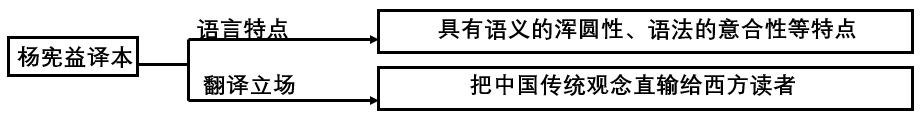 语言特点
具有语义的浑圆性、语法的意合性等特点
杨宪益译本
翻译立场
把中国传统观念直输给西方读者